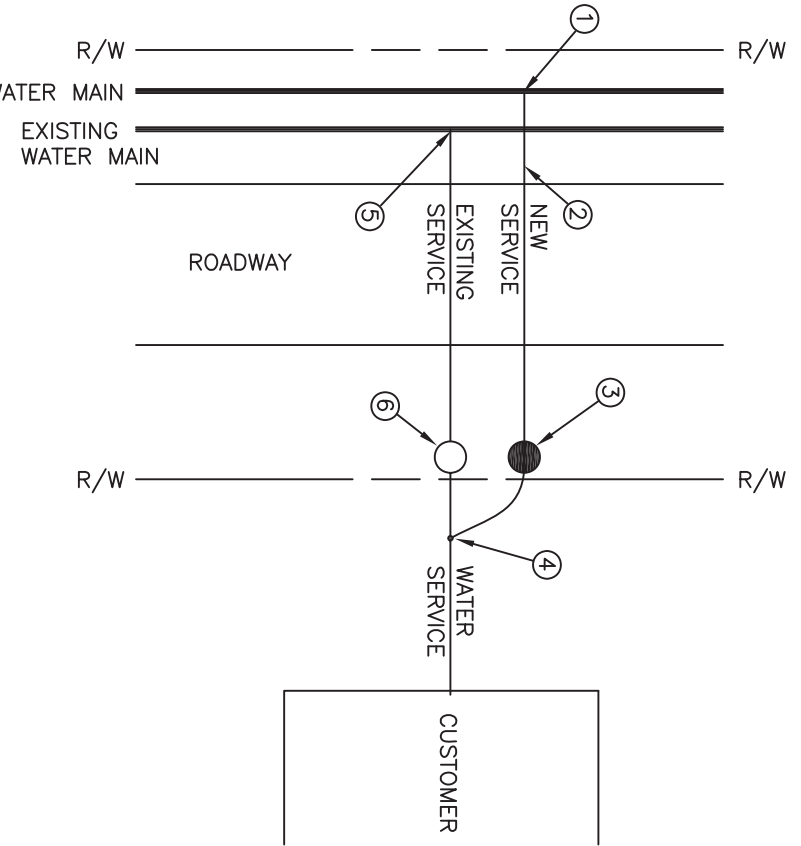 1
R/W
R/W
WATER MAIN
EXISTING
WATER MAIN
5
2
EXISTING
SERVICE
NEW
SERVICE
ROADWAY
3
6
R/W
R/W
4
WATER
SERVICE
CUSTOMER